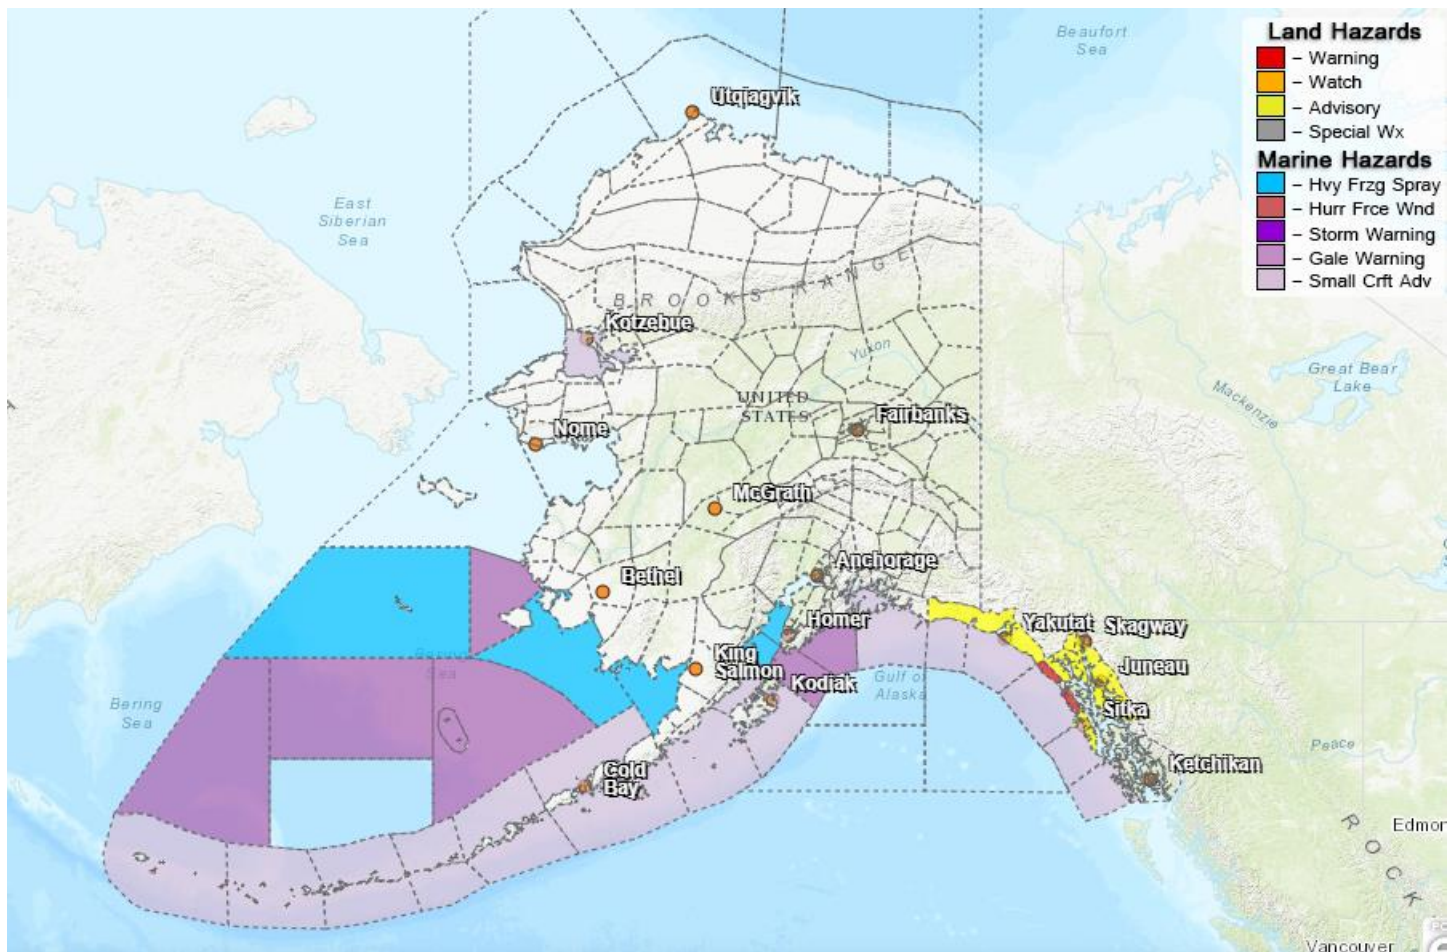 Beaufort
Sea
Land Hazards
– Warning
– Watch
– Advisory
– Special Wx
Marine Hazards
– Hvy Frzg Spray
– Hurr Frce Wnd
– Storm Warning
– Gale Warning
– Small Crft Adv
Utqiagvik
East
Siberian
Sea
BROOKS RANGE
Kotzebue
Yukon
Great Bear
Lake
Mackenzie
UNITED
STATES
Fairbanks
Nome
McGrath
Anchorage
Bethel
Homer
Yakutat
Skagway
King
Salmon
Juneau
Kodiak
Gulf of
Alaska
Sitka
Bering
Sea
Peace
Ketchikan
Cold
Bay
Edmon
ROCK
Vancouver